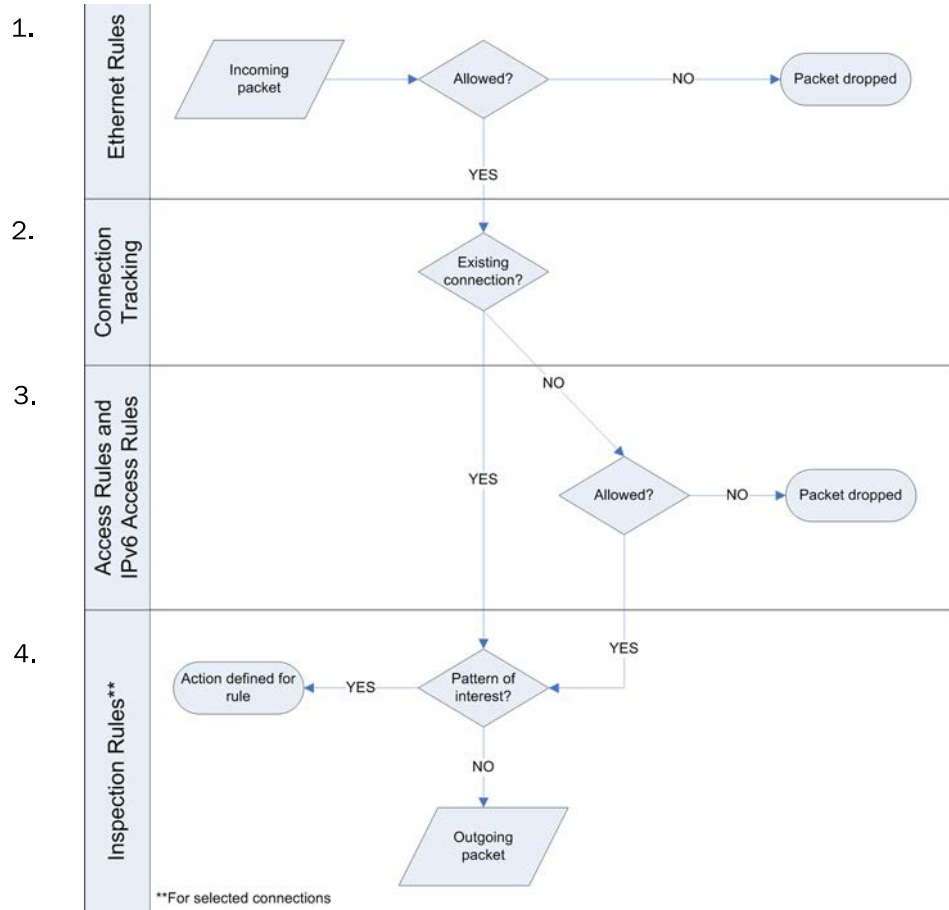 1.
Ethernet Rules
Incoming
packet
Allowed?
NO
Packet dropped
YES
2.
Connection
Tracking
Existing
connection?
3.
Access Rules and
IPv6 Access Rules
NO
YES
Allowed?
NO
Packet dropped
4.
Inspection Rules**
YES
Action defined for
rule
YES
Pattern of
interest?
NO
Outgoing
packet
**For selected connections